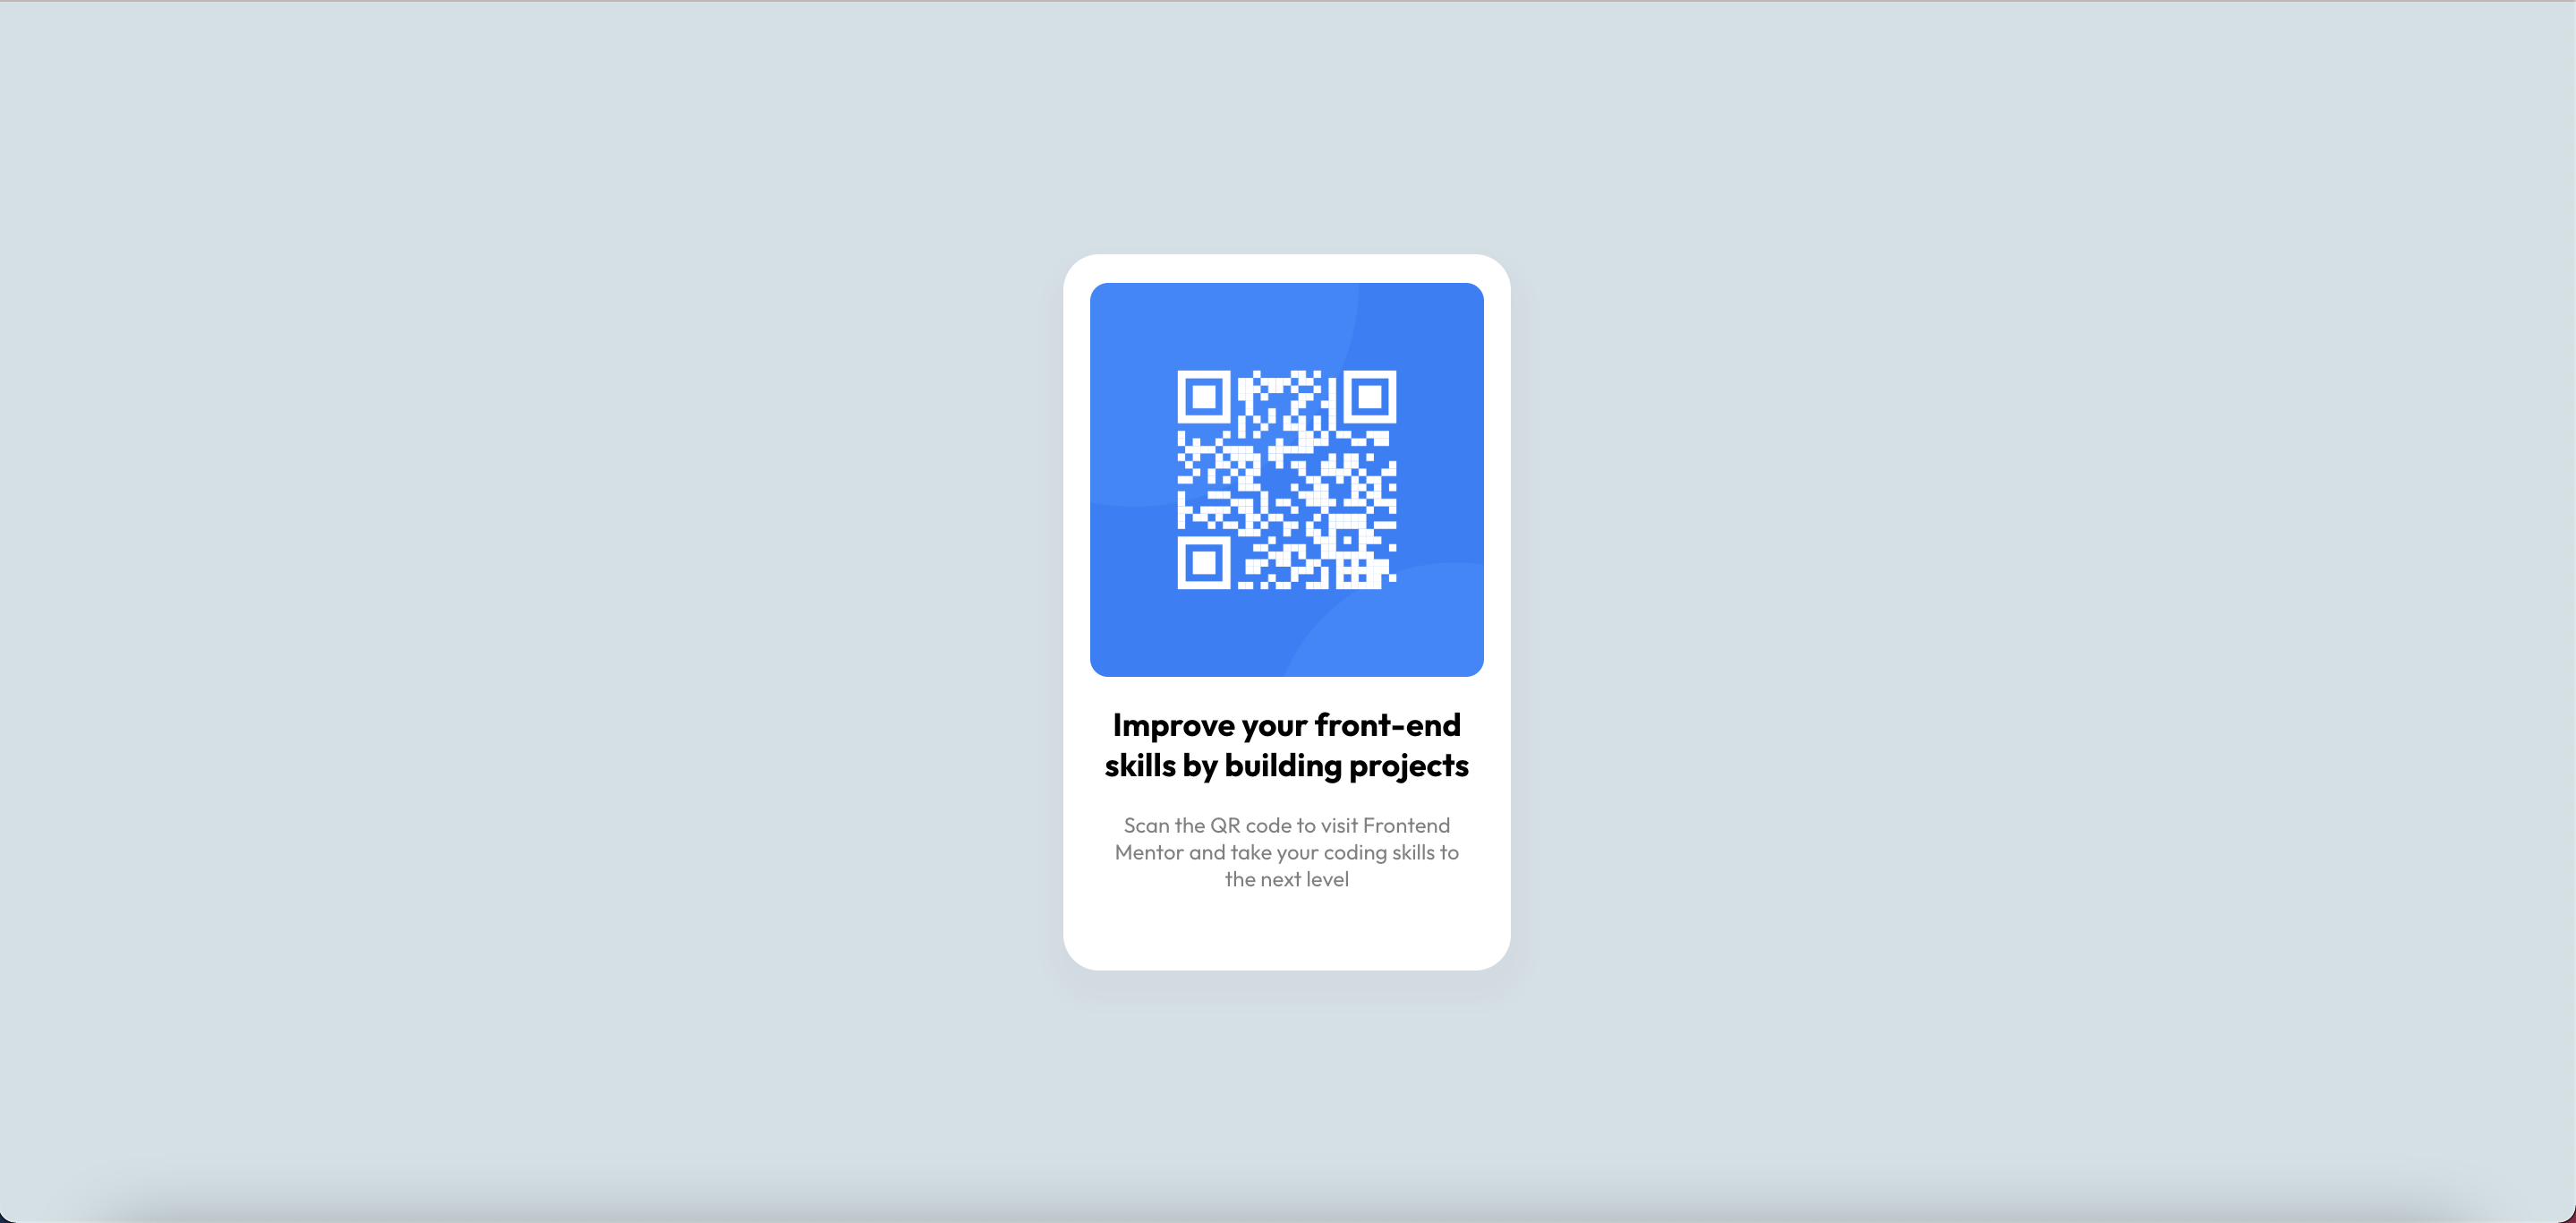 Improve your front-end
skills by building projects
Scan the QR code to visit Frontend
Mentor and take your coding skills to
the next level